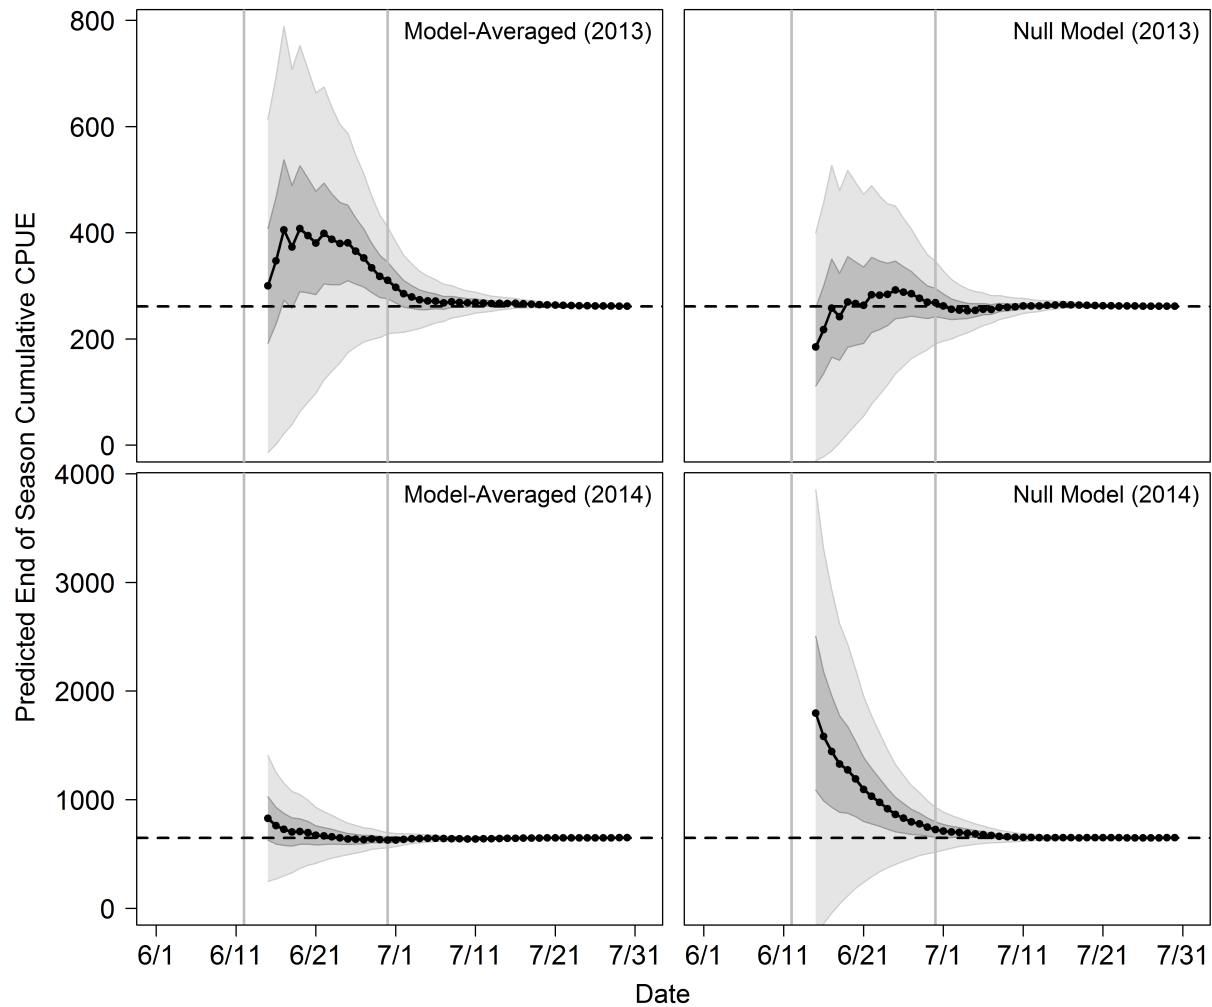 Model-Averaged (2013)
Null Model (2013)
800
600
400
200
0
Predicted End of Season Cumulative CPUE
Model-Averaged (2014)
Null Model (2014)
4000
3000
2000
1000
0
6/1 6/11 6/21 7/1 7/11 7/21 7/31
6/1 6/11 6/21 7/1 7/11 7/21 7/31
Date